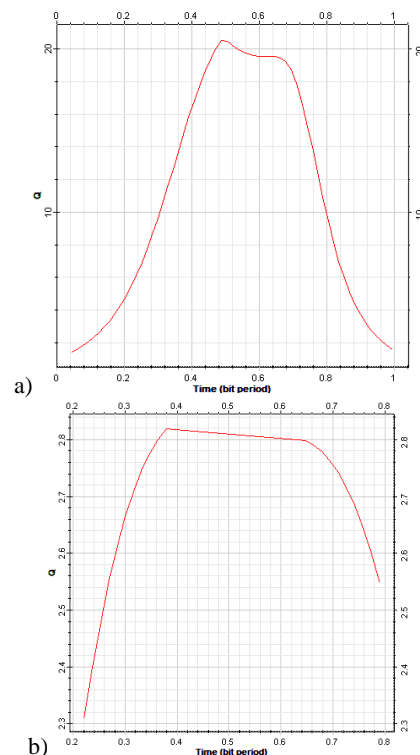 0 0.2 0.4 0.6 0.8 1
20 20
Q
10 10
0 0.2 0.4 0.6 0.8 1
Time (bit period)
a)
0.2 0.3 0.4 0.5 0.6 0.7 0.8
2.8 2.8
2.7 2.7
2.6 2.6
Q
2.5 2.5
2.4 2.4
2.3 2.3
0.2 0.3 0.4 0.5 0.6 0.7 0.8
Time (bit period)
b)